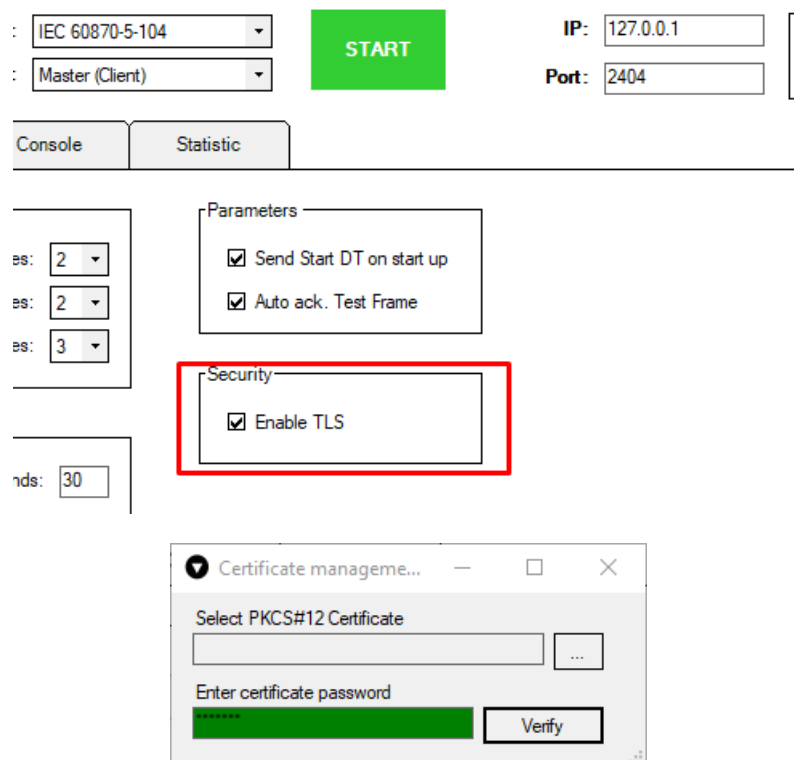 : IEC 60870-5-104
START
IP: 127.0.0.1
: Master (Client)
Port: 2404
Console Statistic
Parameters
es: 2
Send Start DT on start up
es: 2
Auto ack. Test Frame
es: 3
Security
Enable TLS
nds: 30
Certificate manageme...
Select PKCS#12 Certificate
...
Enter certificate password
*******
Verify